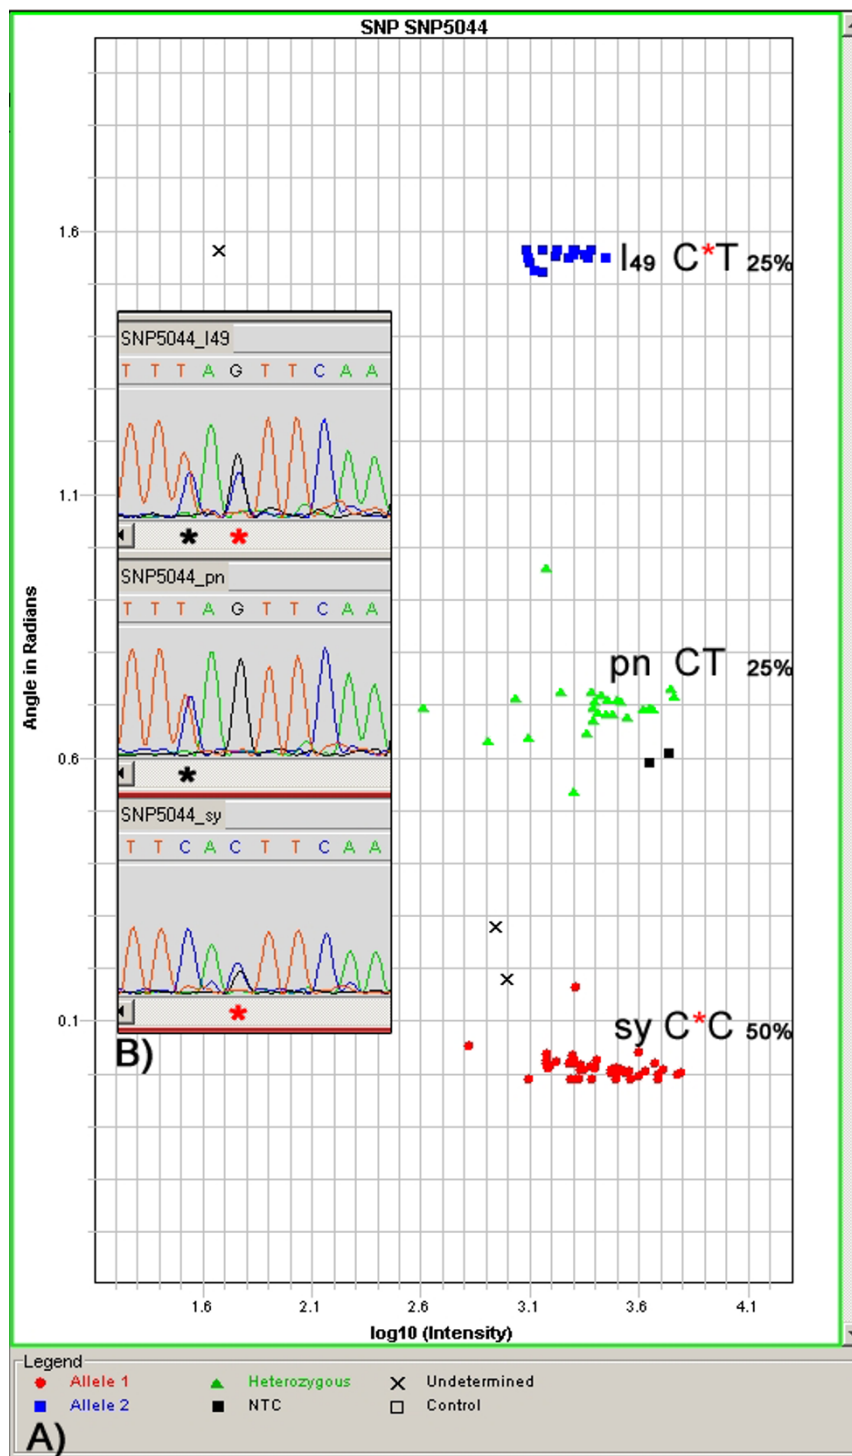 SNP SNP5044
1.6
I49 C*T 25%
SNP5044_I49
T T T A G T T C A A
1.1
* *
SNP5044_pn
T T T A G T T C A A
pn CT 25%
Angle in Radians
0.6
*
SNP5044_sy
T T C A C T T C A A
0.1
sy C*C 50%
*
B)
1.6 2.1 2.6 3.1 3.6 4.1
log10 (Intensity)
Legend
Allele 1 Heterozygous Undetermined
Allele 2 NTC Control
A)